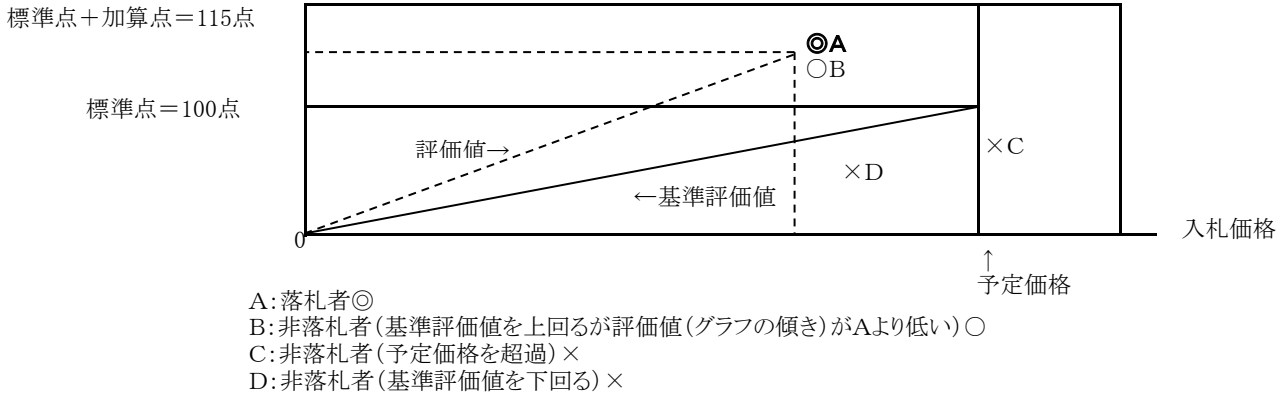 標準点+加算点=115点
◎A
○B
標準点=100点
評価値→
×C
×D
←基準評価値
0
入札価格
↑
予定価格
A:落札者◎
B:非落札者(基準評価値を上回るが評価値(グラフの傾き)がAより低い)○
C:非落札者(予定価格を超過)×
D:非落札者(基準評価値を下回る)×